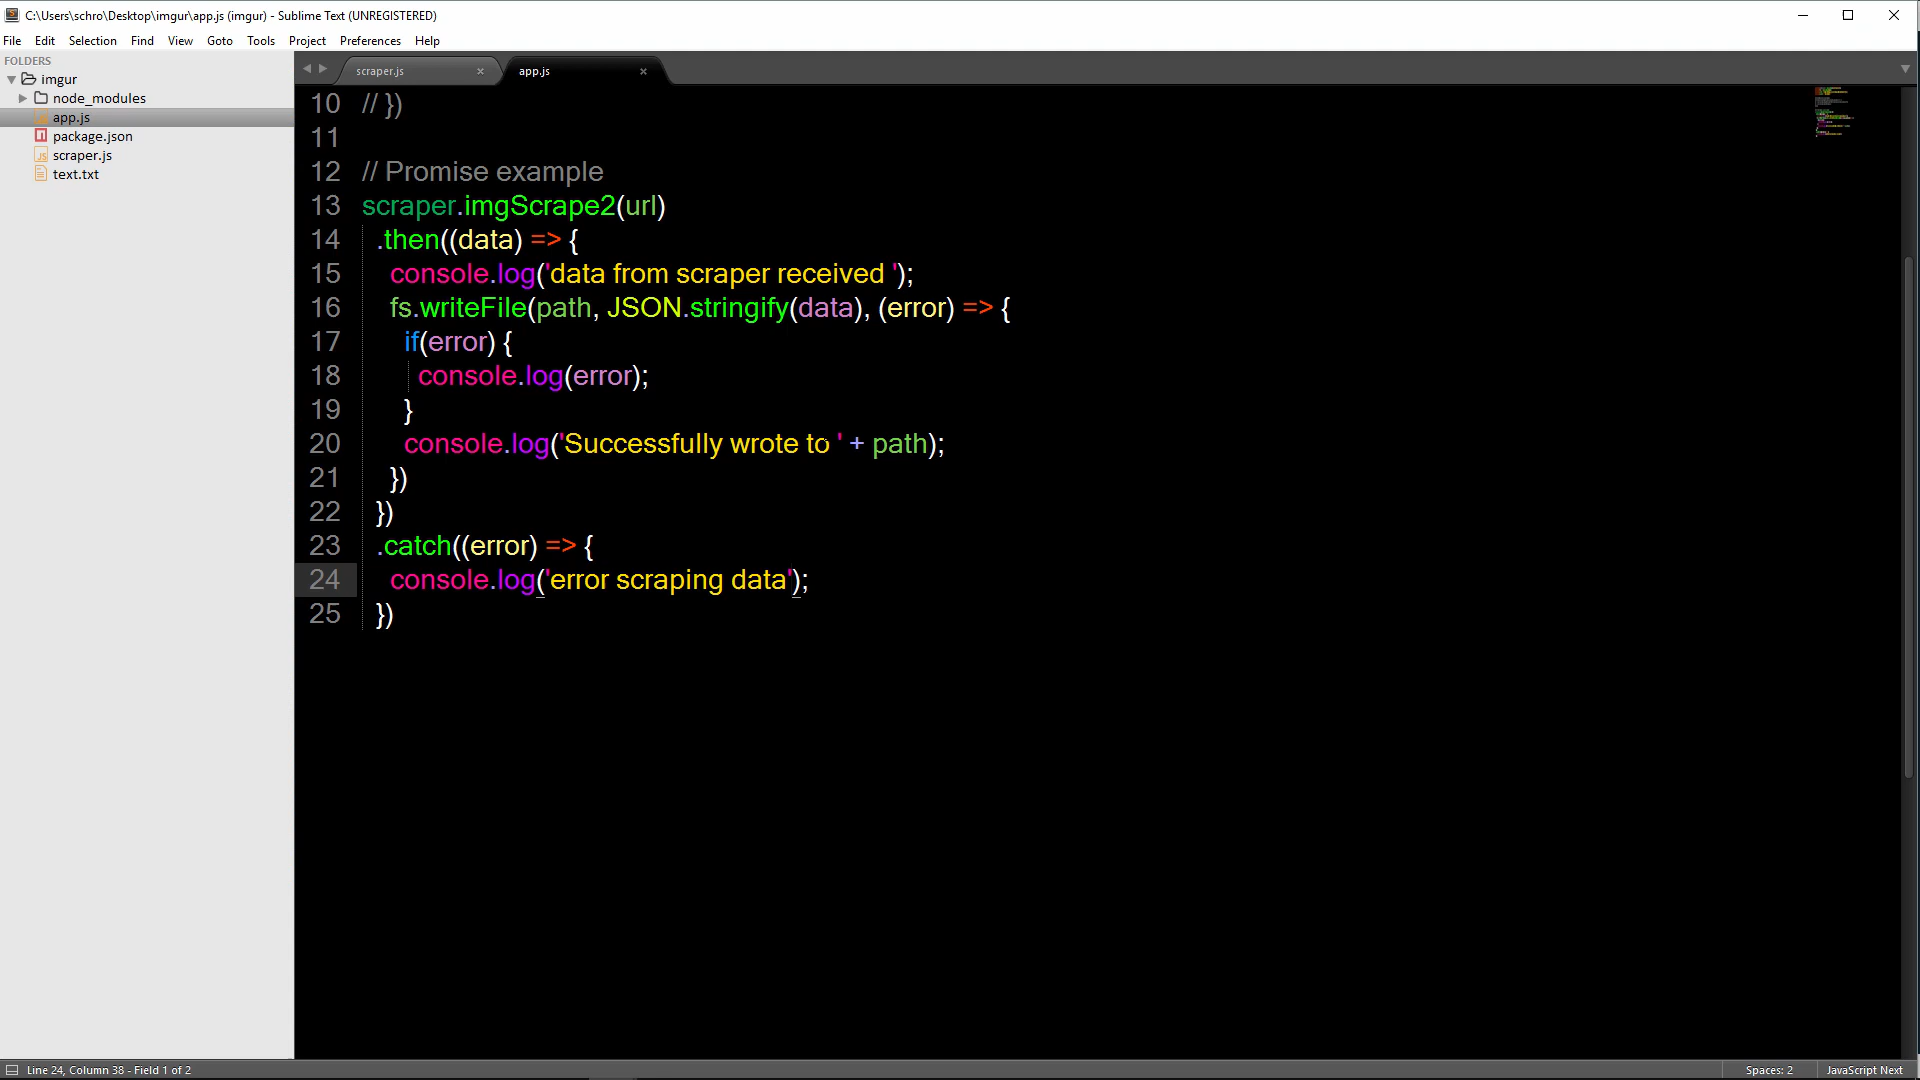 C:\Users\schro\Desktop\imgur\app.js (imgur) - Sublime Text (UNREGISTERED)
File Edit Selection Find View Goto Tools Project Preferences Help
FOLDERS
imgur
node_modules
app.js
package.json
scraper.js
text.txt
scraper.js app.js
10 // })
11
12 // Promise example
13 scraper.imgScrape2(url)
14 .then((data) => {
15 console.log('data from scraper received ');
16 fs.writeFile(path, JSON.stringify(data), (error) => {
17 if(error) {
18 console.log(error);
19 }
20 console.log('Successfully wrote to ' + path);
21 })
22 })
23 .catch((error) => {
24 console.log('error scraping data');
25 })
Line 24, Column 38 - Field 1 of 2 Spaces: 2 JavaScript Next